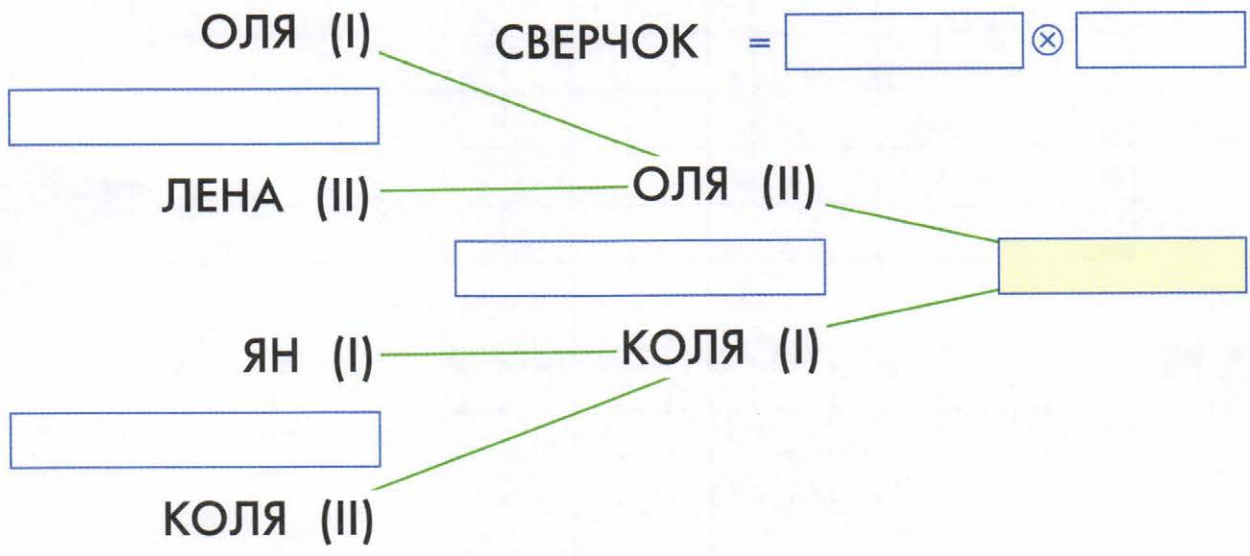 ОЛЯ (I)
СВЕРЧОК = ⊗
ЛЕНА (II)
ОЛЯ (II)
ЯН (I)
КОЛЯ (I)
КОЛЯ (II)